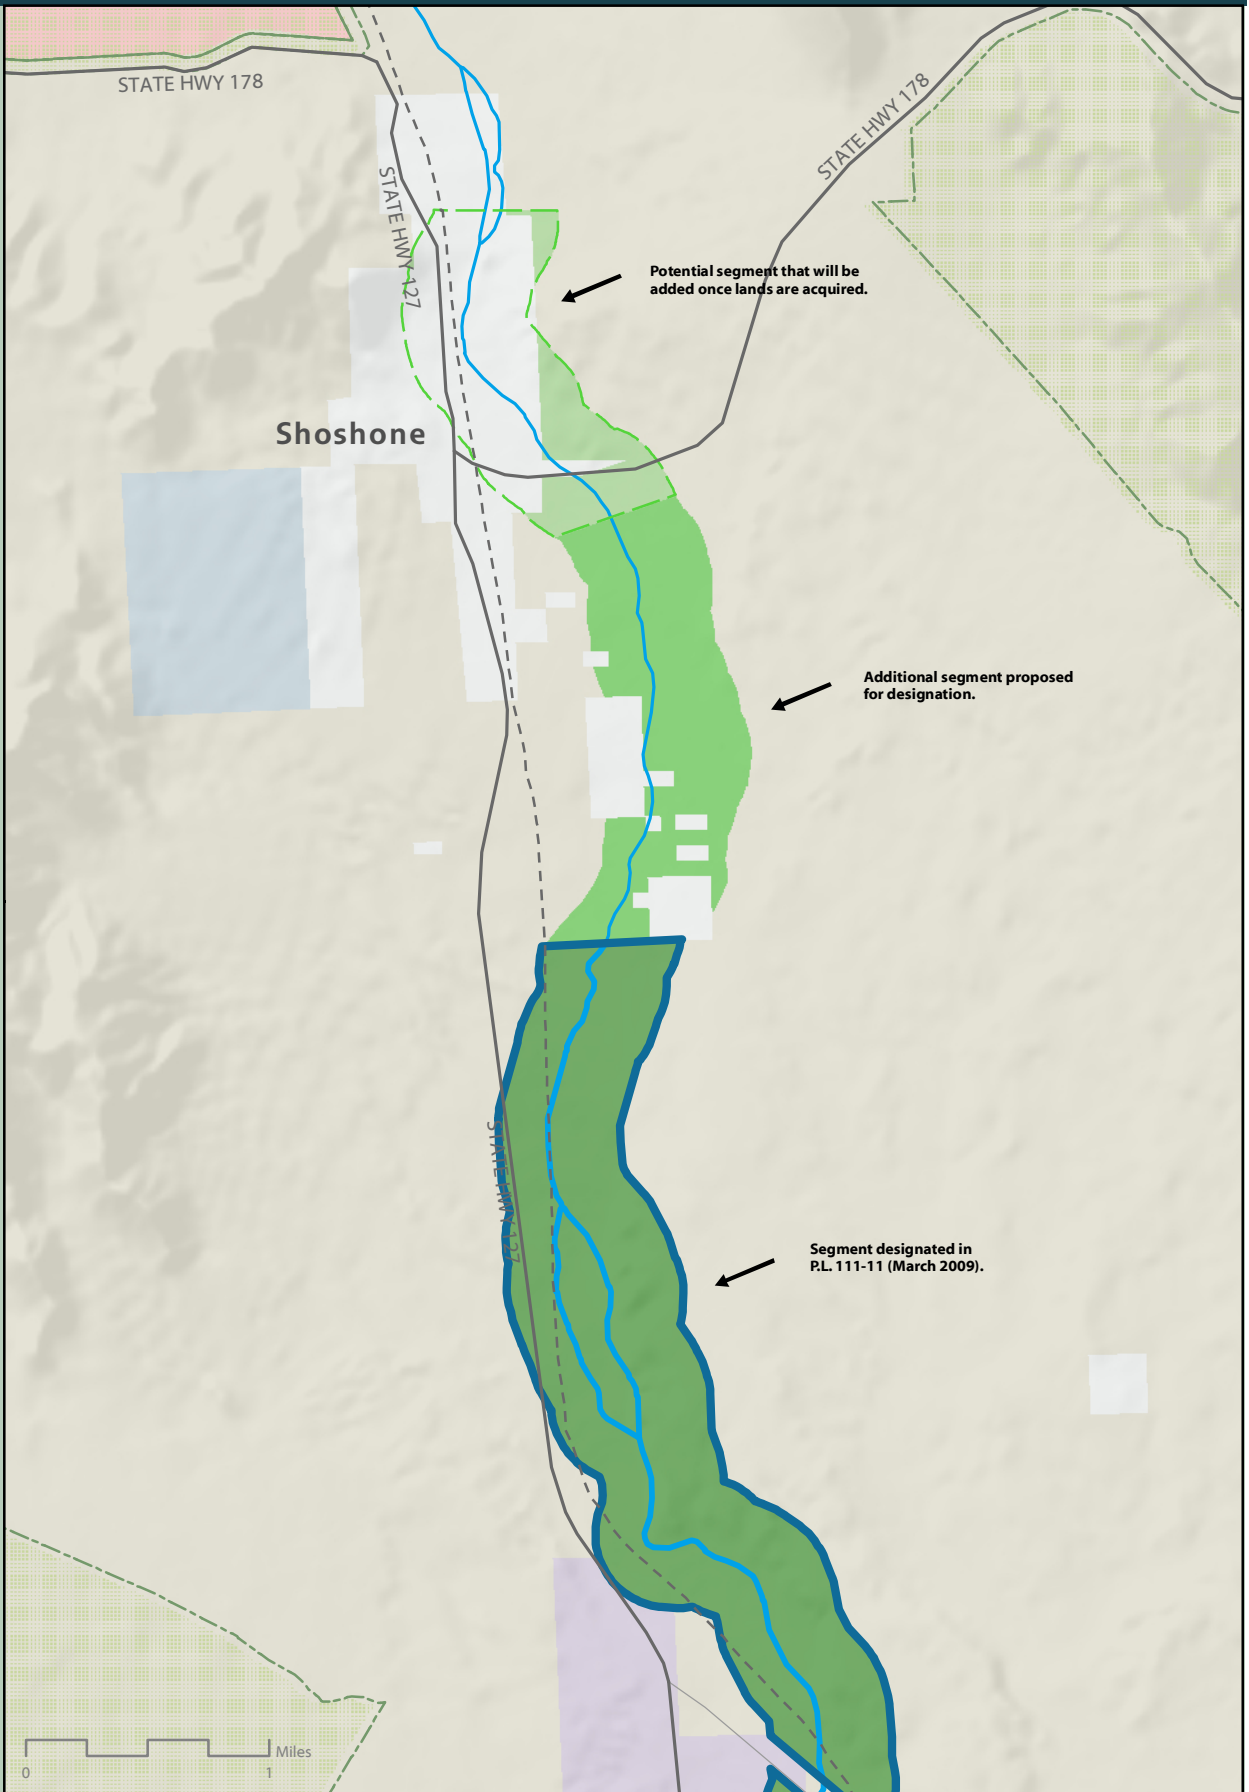 STATE HWY 178
STATE HWY 178
STATE HWY 127
Potential segment that will be
added once lands are acquired.
Shoshone
Additional segment proposed
for designation.
STATE HWY 127
Segment designated in
P.L. 111-11 (March 2009).
Miles
0 1